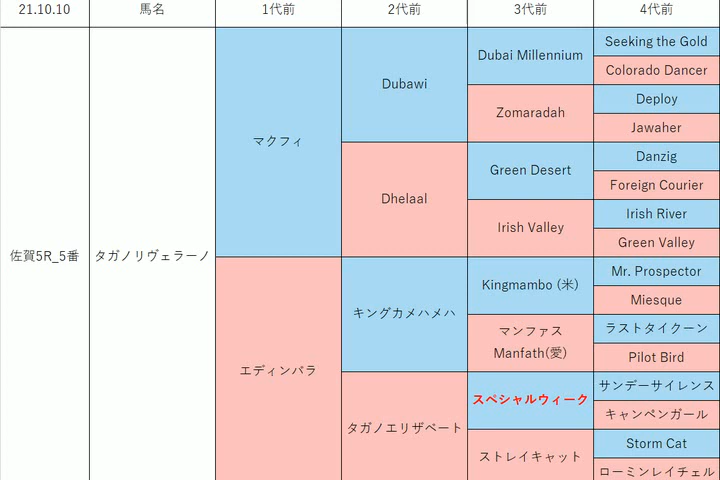 21.10.10 馬名 1代前 2代前 3代前 4代前
佐賀5R_5番
タガノリヴェラーノ
マクフィ
Dubawi
Dubai Millennium
Seeking the Gold
Colorado Dancer
Zomaradah
Deploy
Jawaher
Dhelaal
Green Desert
Danzig
Foreign Courier
Irish Valley
Irish River
Green Valley
エディンバラ
キングカメハメハ
Kingmambo (米)
Mr. Prospector
Miesque
マンファス
Manfath(愛)
ラストタイクーン
Pilot Bird
タガノエリザベート
スペシャルウィーク
サンデーサイレンス
キャンペンガール
ストレイキャット
Storm Cat
ローミンレイチェル